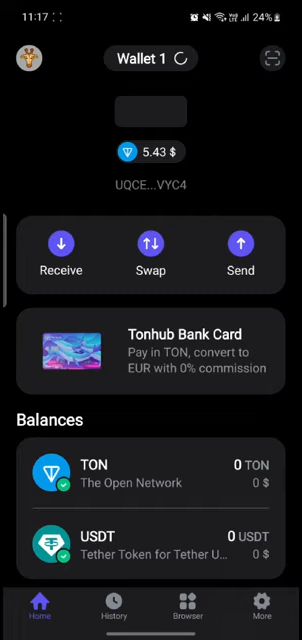 11:17
24%
Wallet 1
5.43 $
UQCE...VYC4
Receive
Swap
Send
Tonhub Bank Card
Pay in TON, convert to
EUR with 0% commission
Balances
TON
0 TON
The Open Network
0 $
USDT
0 USDT
Tether Token for Tether U...
0 $
Home
History
Browser
More